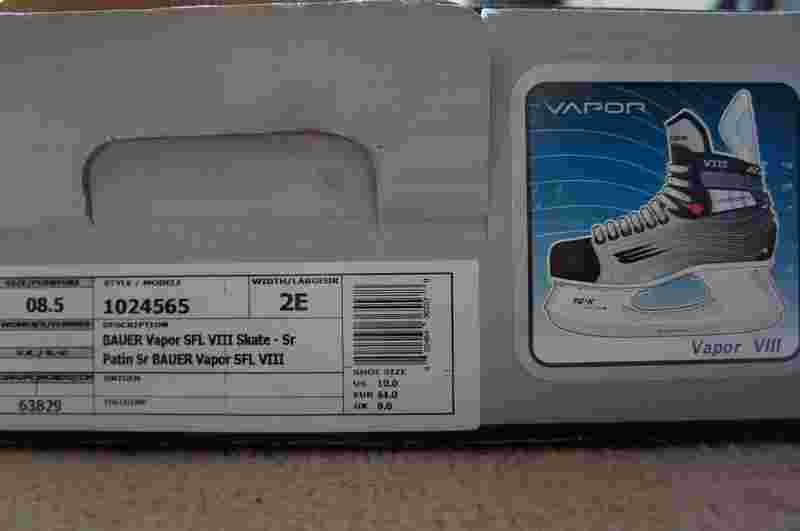 VAPOR
VIII
Vapor VIII
SIZE/POINTURE
08.5
STYLE / MODELE
1024565
WIDTH/LARGEUR
2E
DESCRIPTION
BAUER Vapor SFL VIII Skate - Sr
Patin Sr BAUER Vapor SFL VIII
63829
SHOE SIZE
US 10.0
EUR 44.0
UK 9.0